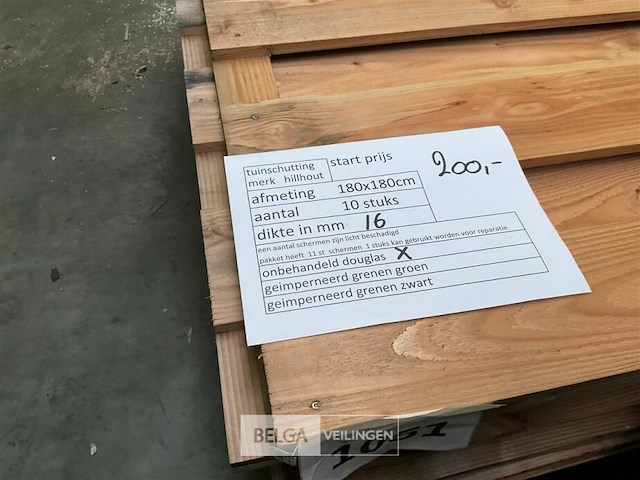 tuinschutting
merk hillhout
start prijs
200,-
afmeting 180x180cm
aantal 10 stuks
dikte in mm 16
een aantal schermen zijn licht beschadigd
pakket heeft 11 st schermen 1 stuks kan gebruikt worden voor reparatie
onbehandeld douglas X
geimperneerd grenen groen
geimperneerd grenen zwart
BELGA VEILINGEN
1051